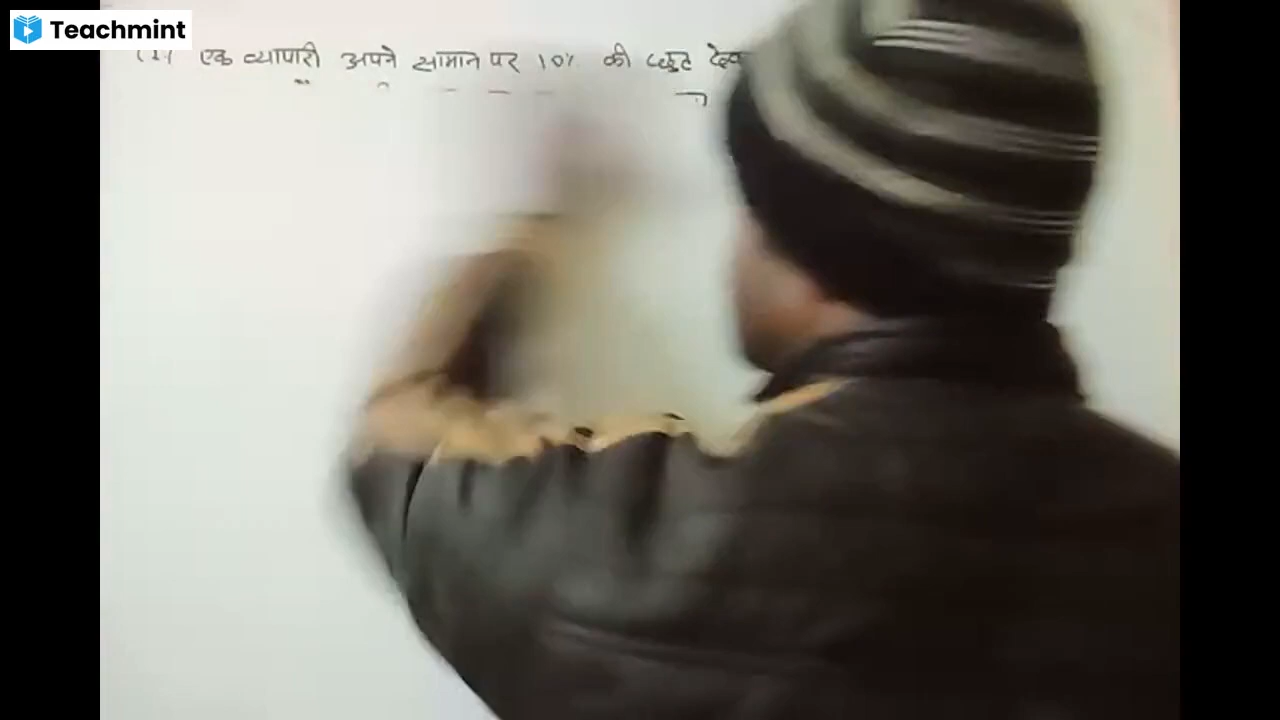 Teachmint
एक व्यापारी अपने सामान पर 10% की छुट